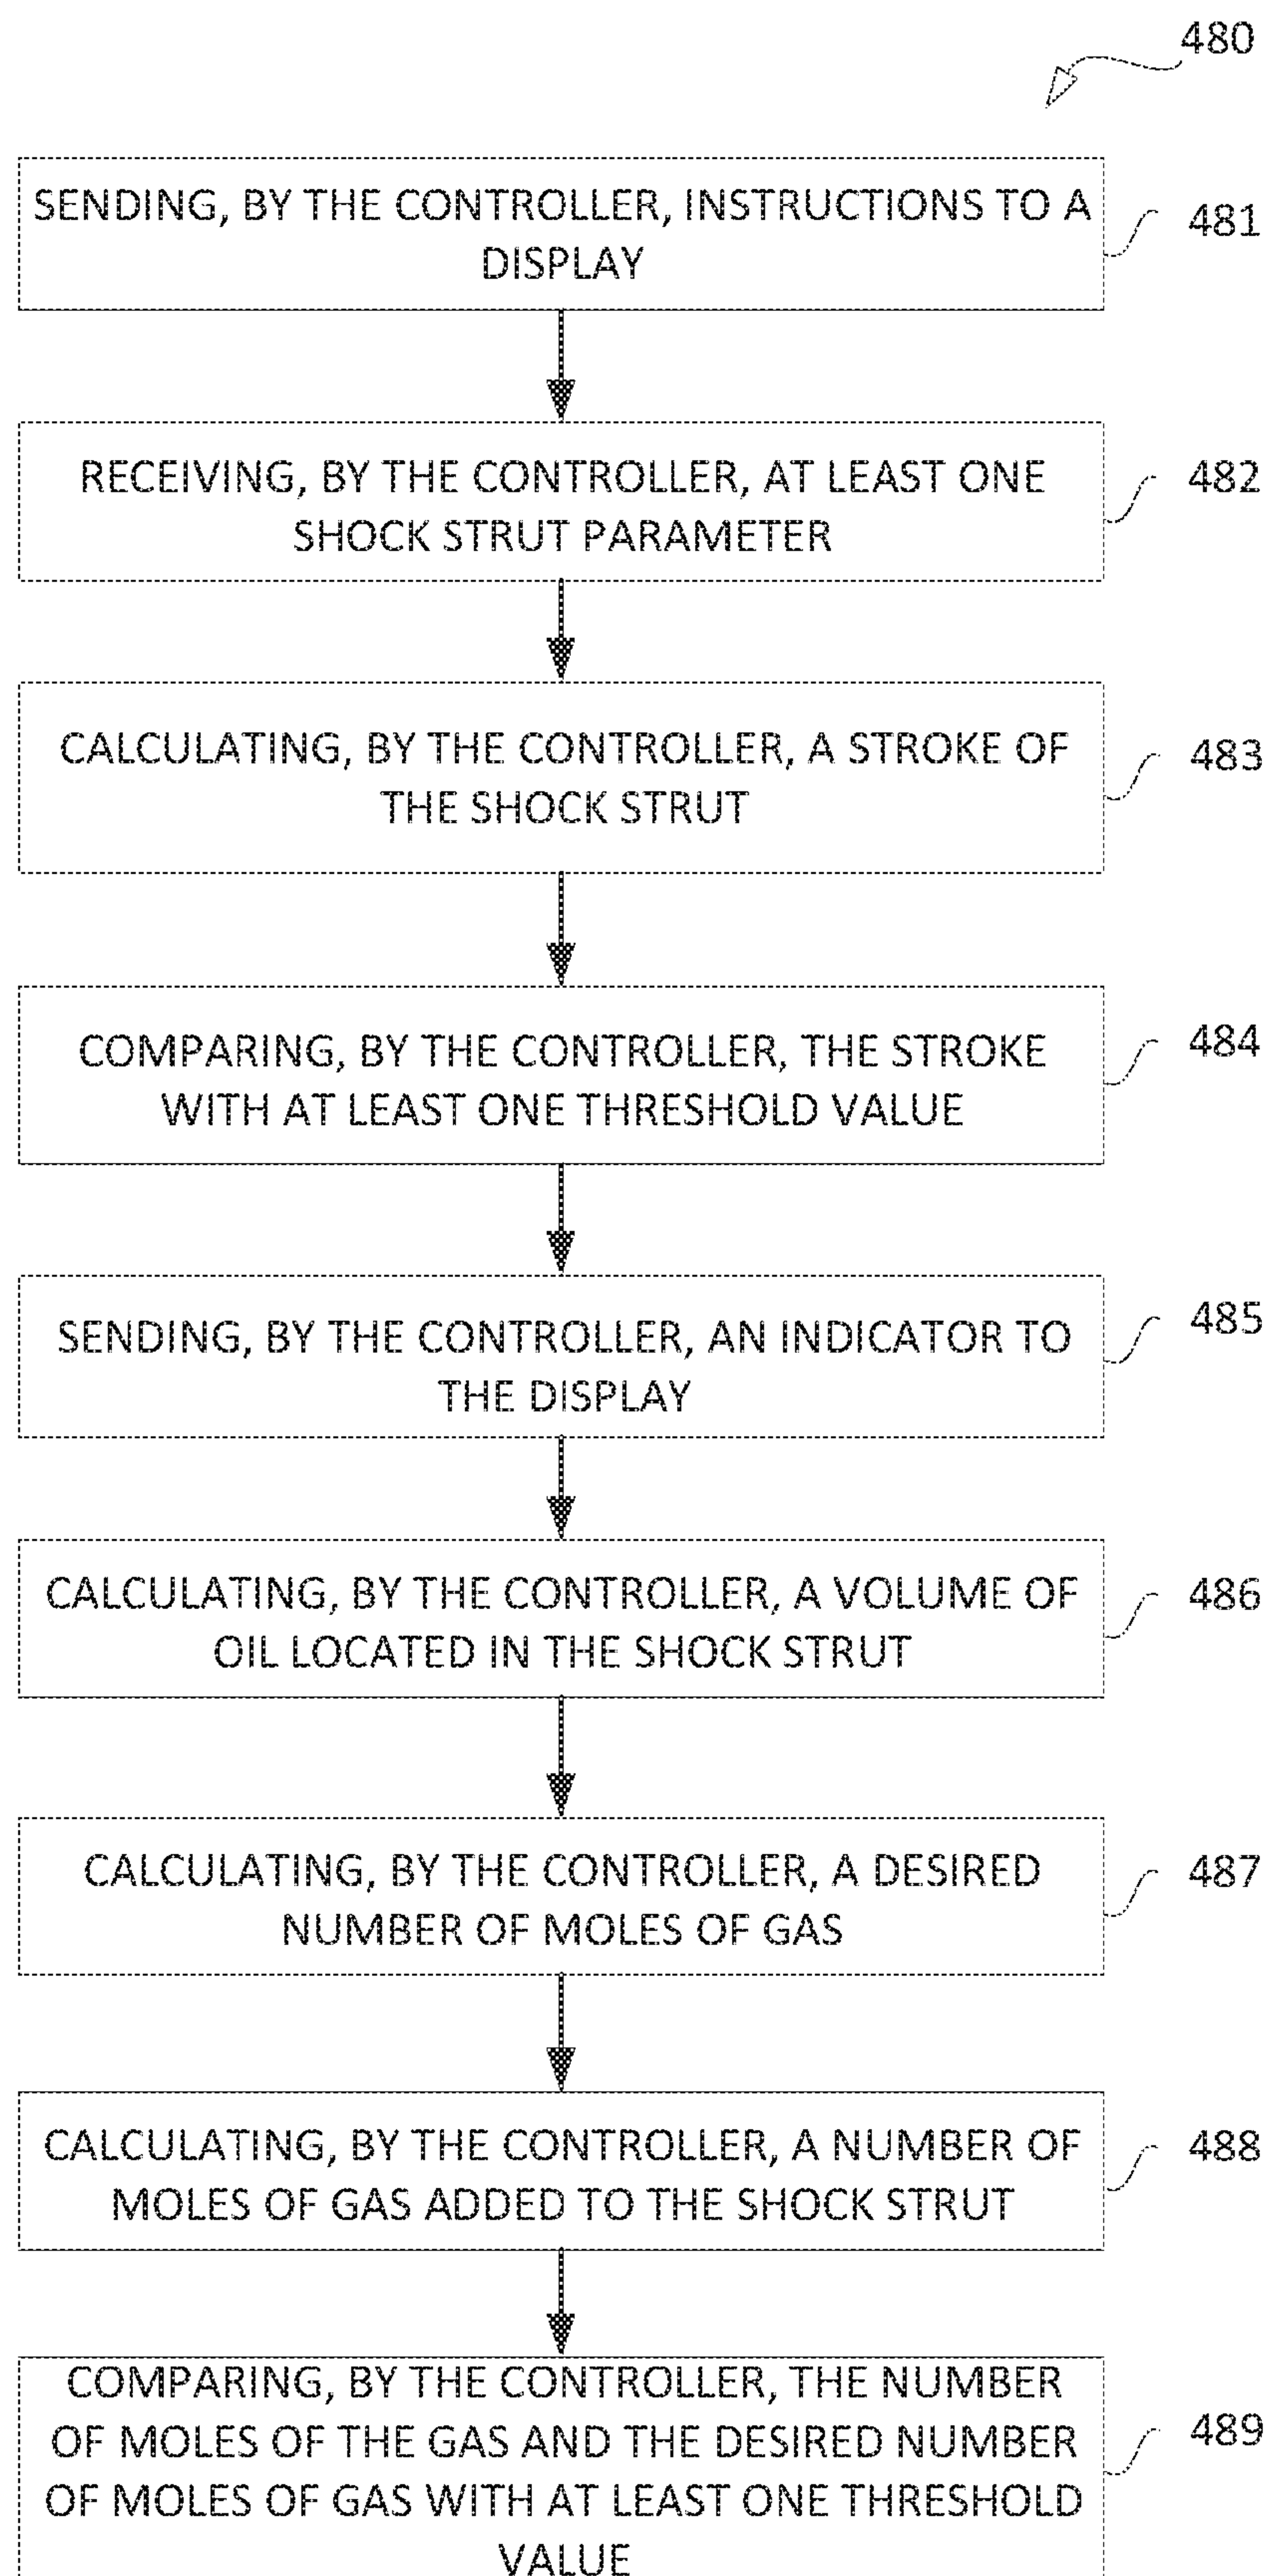 480
SENDING, BY THE CONTROLLER, INSTRUCTIONS TO A
DISPLAY
481
RECEIVING, BY THE CONTROLLER, AT LEAST ONE
SHOCK STRUT PARAMETER
482
CALCULATING, BY THE CONTROLLER, A STROKE OF
THE SHOCK STRUT
483
COMPARING, BY THE CONTROLLER, THE STROKE
WITH AT LEAST ONE THRESHOLD VALUE
484
SENDING, BY THE CONTROLLER, AN INDICATOR TO
THE DISPLAY
485
CALCULATING, BY THE CONTROLLER, A VOLUME OF
OIL LOCATED IN THE SHOCK STRUT
486
CALCULATING, BY THE CONTROLLER, A DESIRED
NUMBER OF MOLES OF GAS
487
CALCULATING, BY THE CONTROLLER, A NUMBER OF
MOLES OF GAS ADDED TO THE SHOCK STRUT
488
COMPARING, BY THE CONTROLLER, THE NUMBER
OF MOLES OF THE GAS AND THE DESIRED NUMBER
OF MOLES OF GAS WITH AT LEAST ONE THRESHOLD
VALUE
489